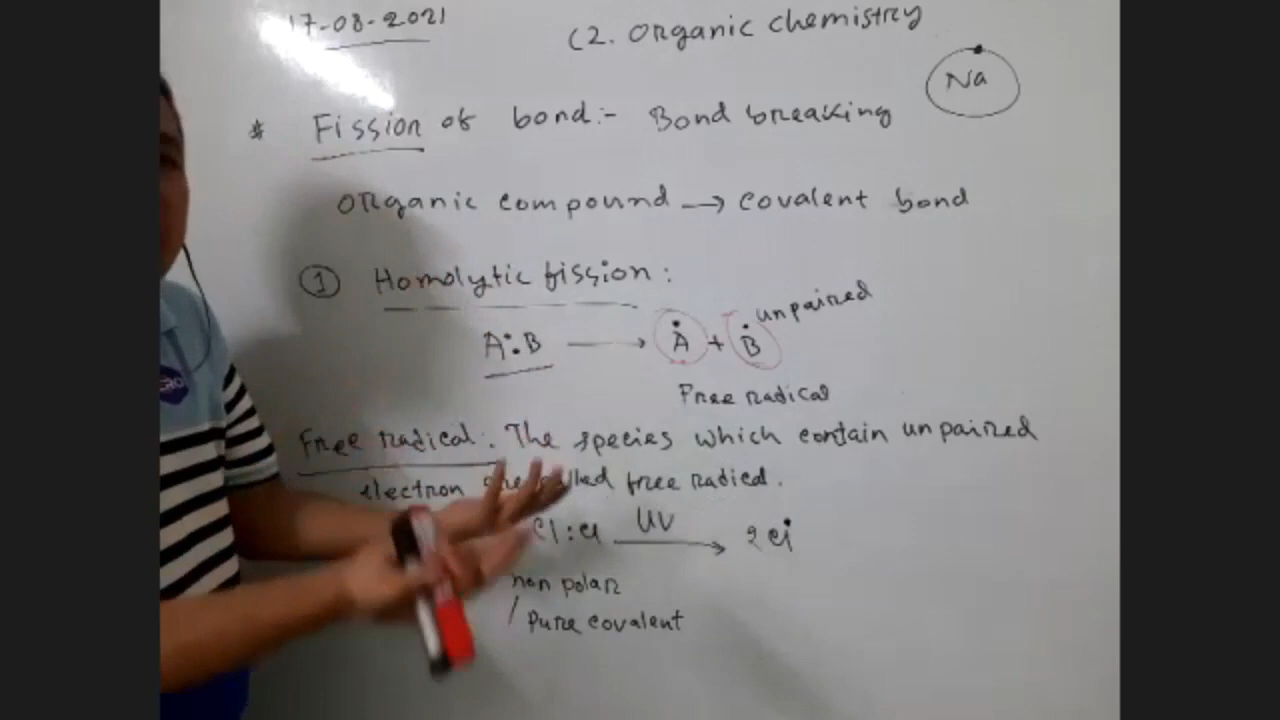 17-08-2021
C2. Organic chemistry
Na
* Fission of bond:- Bond breaking
Organic compound → covalent bond
① Homolytic fission:
A:B → Ȧ + Ḃ unpaired
Free radical
Free radical: The species which contain unpaired
electron are called free radical.
Cl:Cl UV → 2Cl•
non polar
/ Pure covalent